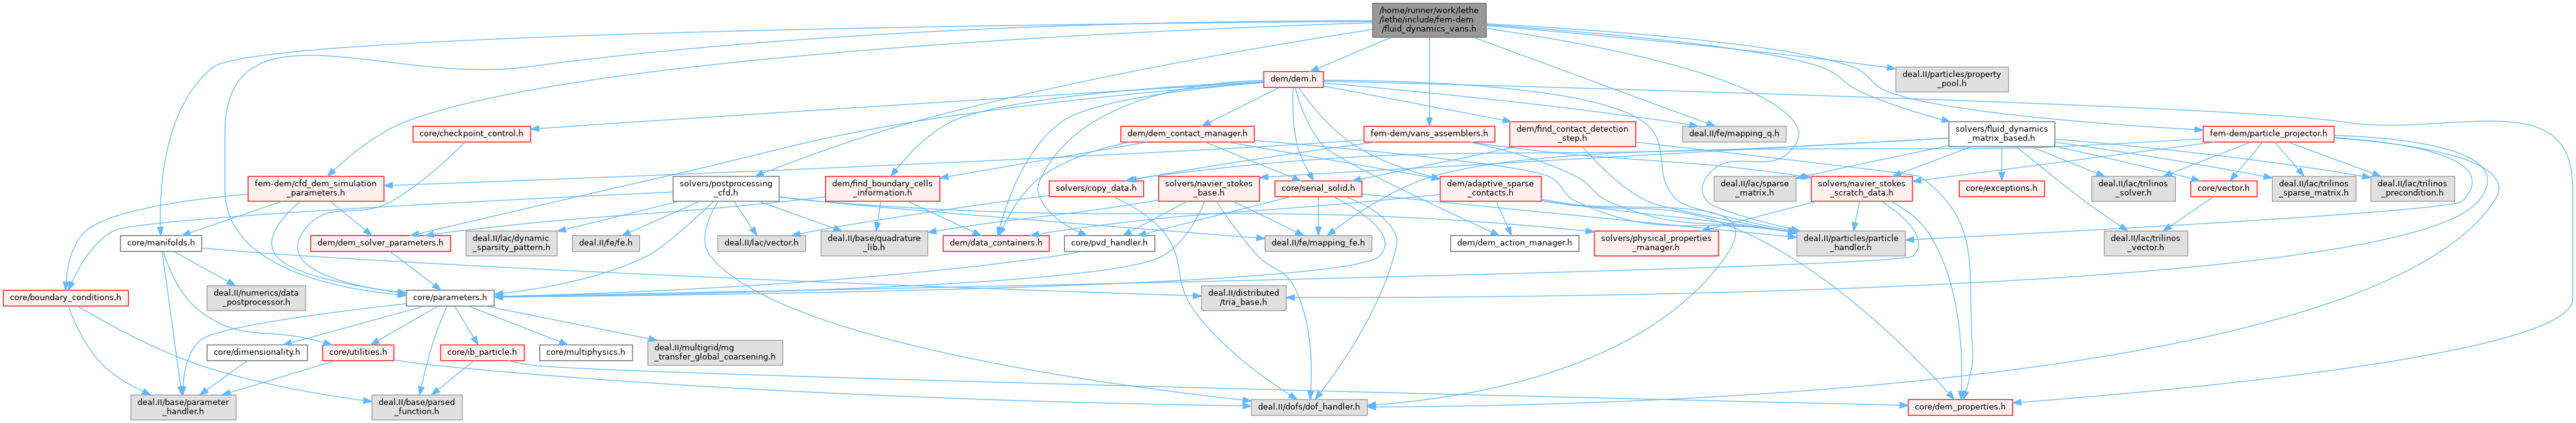 /home/runner/work/lethe
/lethe/include/fem-dem
/fluid_dynamics_vans.h
dem/dem.h
deal.II/particles/property
_pool.h
core/checkpoint_control.h
dem/dem_contact_manager.h
dem/find_contact_detection
_step.h
fem-dem/vans_assemblers.h
deal.II/fe/mapping_q.h
solvers/fluid_dynamics
_matrix_based.h
fem-dem/particle_projector.h
fem-dem/cfd_dem_simulation
_parameters.h
solvers/postprocessing
_cfd.h
dem/find_boundary_cells
_information.h
solvers/copy_data.h
solvers/navier_stokes
_base.h
core/serial_solid.h
dem/adaptive_sparse
_contacts.h
deal.II/lac/sparse
_matrix.h
solvers/navier_stokes
_scratch_data.h
core/exceptions.h
deal.II/lac/trilinos
_solver.h
core/vector.h
deal.II/lac/trilinos
_sparse_matrix.h
deal.II/lac/trilinos
_precondition.h
core/manifolds.h
dem/dem_solver_parameters.h
deal.II/lac/dynamic
_sparsity_pattern.h
deal.II/fe/fe.h
deal.II/lac/vector.h
deal.II/base/quadrature
_lib.h
dem/data_containers.h
core/pvd_handler.h
deal.II/fe/mapping_fe.h
dem/dem_action_manager.h
solvers/physical_properties
_manager.h
deal.II/particles/particle
_handler.h
deal.II/lac/trilinos
_vector.h
core/boundary_conditions.h
deal.II/numerics/data
_postprocessor.h
core/parameters.h
deal.II/distributed
/tria_base.h
core/dimensionality.h
core/utilities.h
core/ib_particle.h
core/multiphysics.h
deal.II/multigrid/mg
_transfer_global_coarsening.h
deal.II/base/parameter
_handler.h
deal.II/base/parsed
_function.h
deal.II/dofs/dof_handler.h
core/dem_properties.h